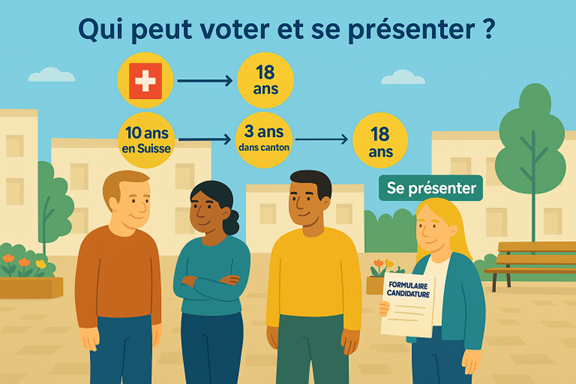 Qui peut voter et se présenter ?
18
ans
10 ans
en Suisse
3 ans
dans canton
18
ans
Se présenter
FORMULAIRE
CANDIDATURE